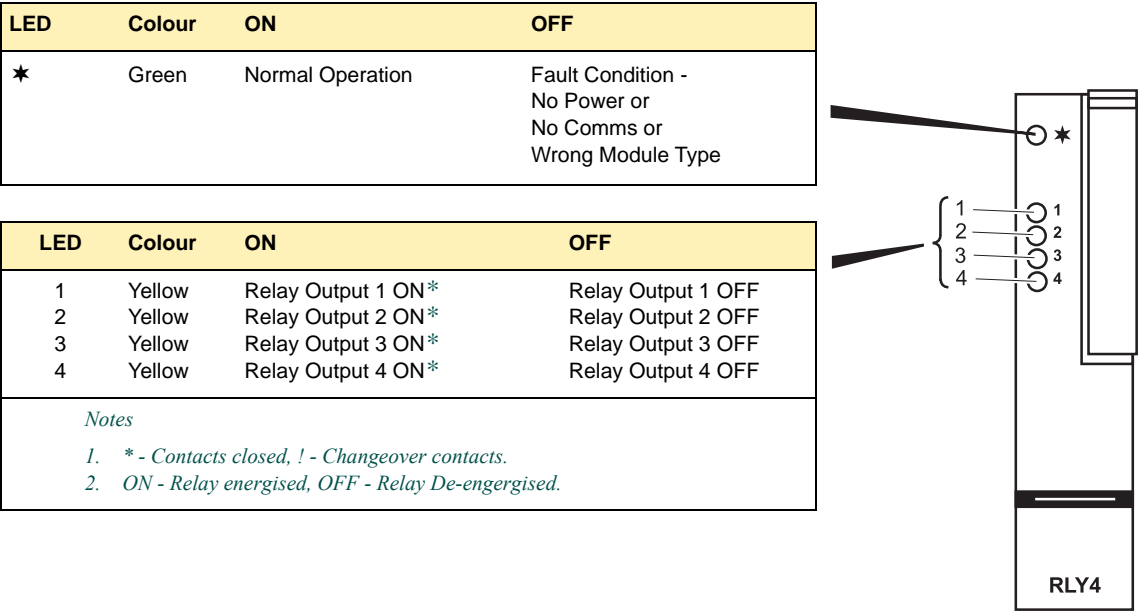 LED Colour ON OFF
✶ Green Normal Operation Fault Condition -
No Power or
No Comms or
Wrong Module Type
LED Colour ON OFF
1 Yellow Relay Output 1 ON* Relay Output 1 OFF
2 Yellow Relay Output 2 ON* Relay Output 2 OFF
3 Yellow Relay Output 3 ON* Relay Output 3 OFF
4 Yellow Relay Output 4 ON* Relay Output 4 OFF
Notes
1. * - Contacts closed, ! - Changeover contacts.
2. ON - Relay energised, OFF - Relay De-engergised.
✶
1 1
2 2
3 3
4 4
RLY4